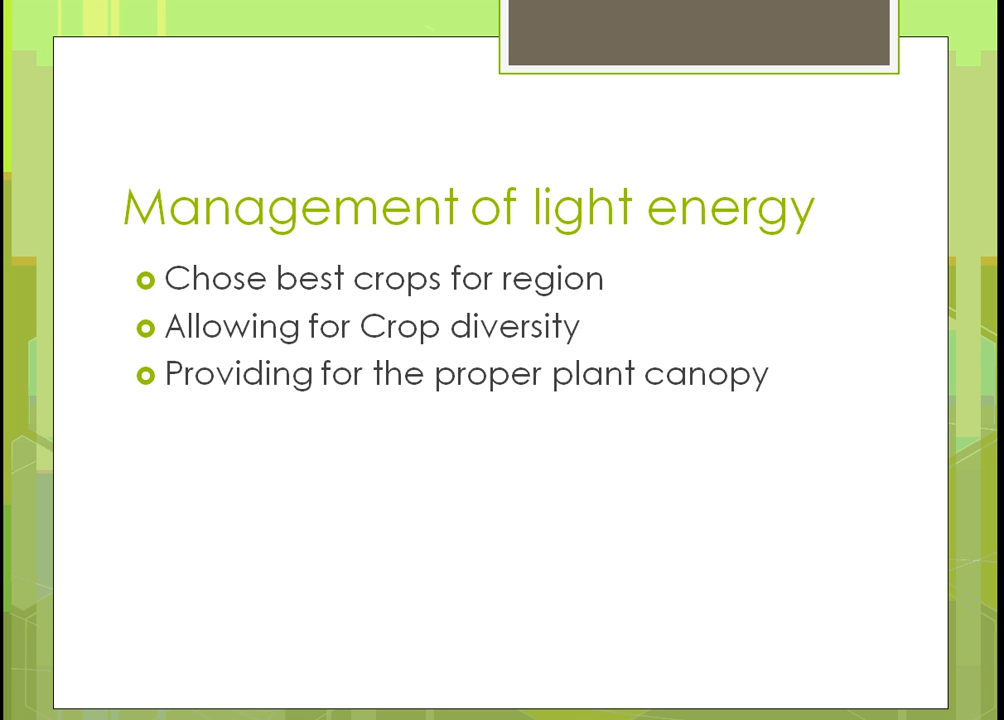 Management of light energy
Chose best crops for region
Allowing for Crop diversity
Providing for the proper plant canopy